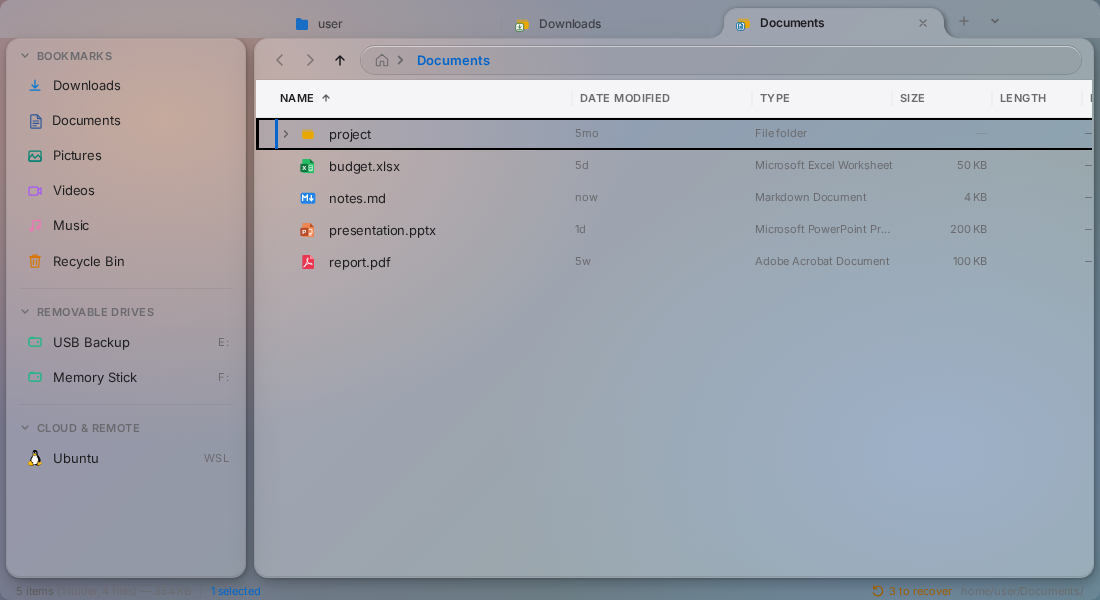 user Downloads Documents
BOOKMARKS
Downloads
Documents
Pictures
Videos
Music
Recycle Bin
REMOVABLE DRIVES
USB Backup E:
Memory Stick F:
CLOUD & REMOTE
Ubuntu WSL
Documents
NAME DATE MODIFIED TYPE SIZE LENGTH
project 5mo File folder —
budget.xlsx 5d Microsoft Excel Worksheet 50 KB
notes.md now Markdown Document 4 KB
presentation.pptx 1d Microsoft PowerPoint Pr... 200 KB
report.pdf 5w Adobe Acrobat Document 100 KB
5 items 1 selected
3 to recover home/user/Documents/